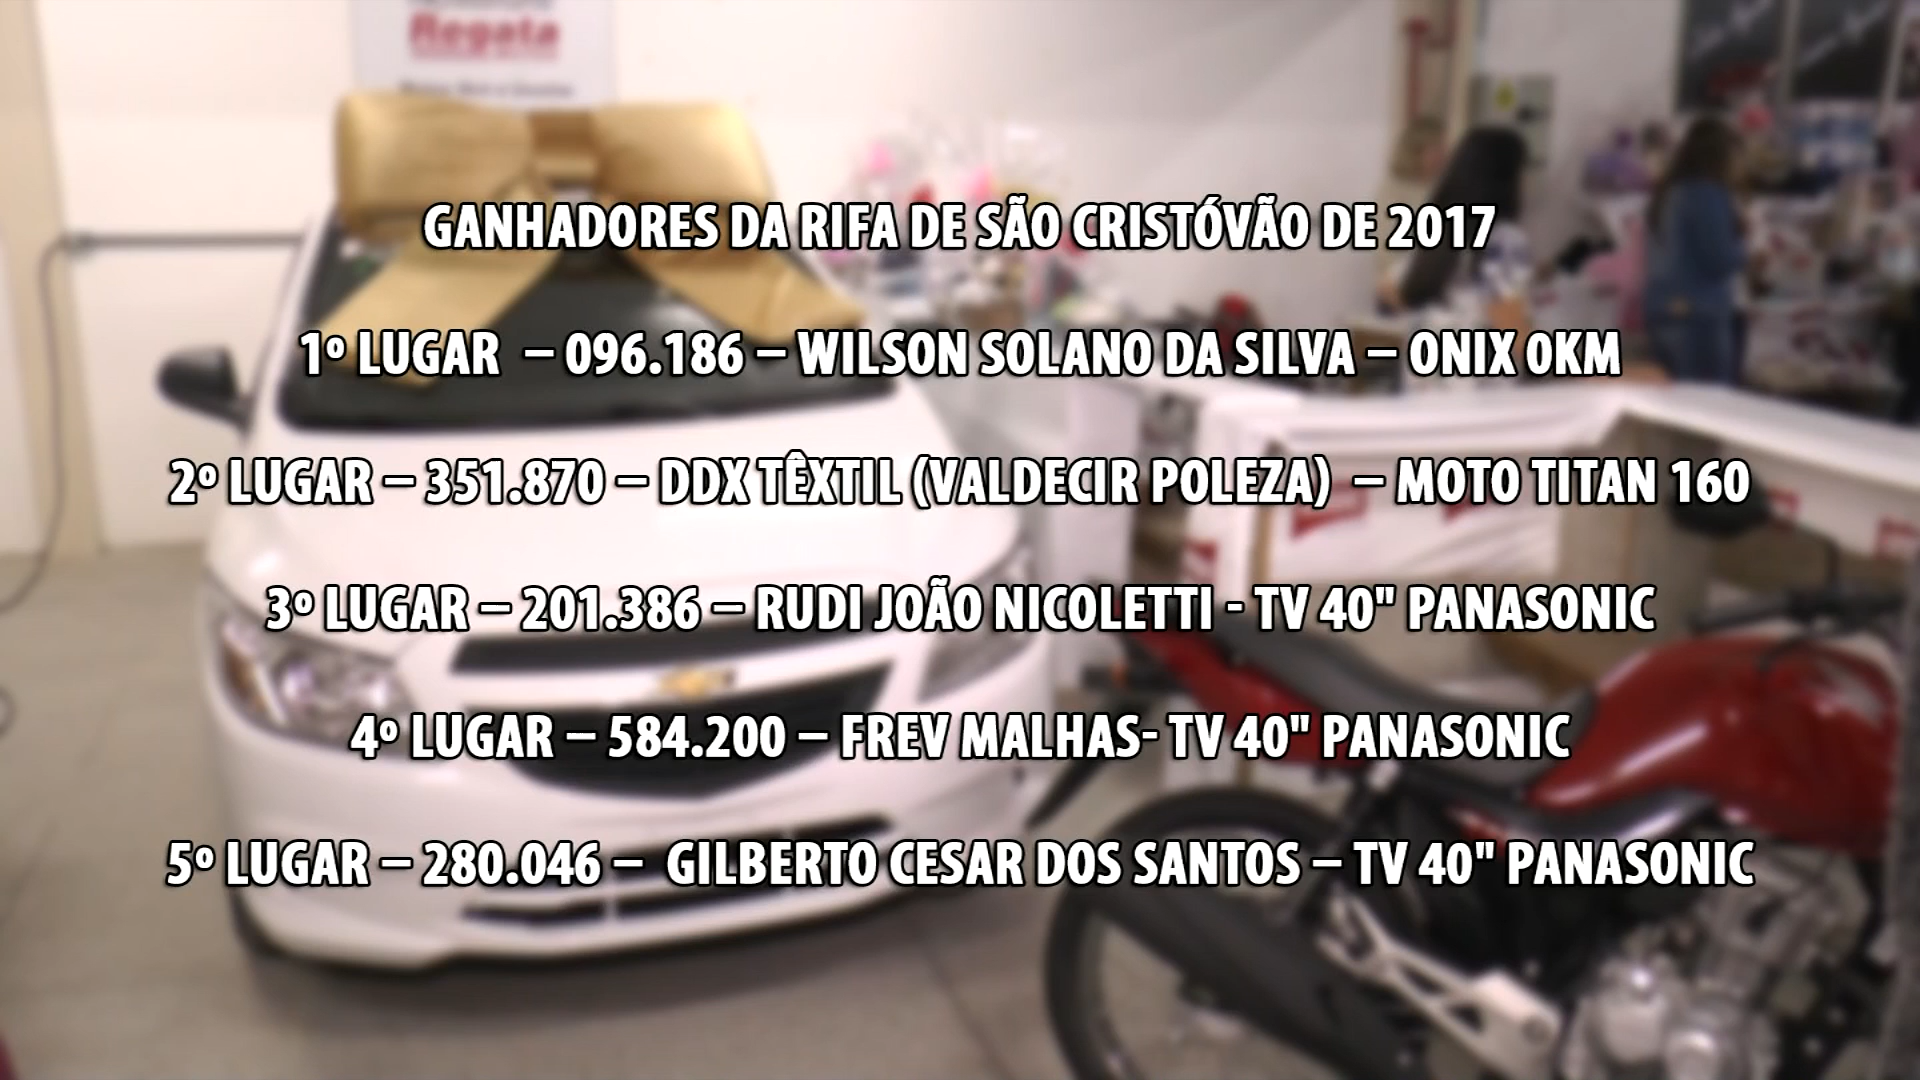 Regata
GANHADORES DA RIFA DE SÃO CRISTÓVÃO DE 2017
1º LUGAR – 096.186 – WILSON SOLANO DA SILVA – ONIX 0KM
2º LUGAR – 351.870 – DDX TÊXTIL (VALDECIR POLEZA) – MOTO TITAN 160
3º LUGAR – 201.386 – RUDI JOÃO NICOLETTI - TV 40" PANASONIC
4º LUGAR – 584.200 – FREV MALHAS- TV 40" PANASONIC
5º LUGAR – 280.046 – GILBERTO CESAR DOS SANTOS – TV 40" PANASONIC